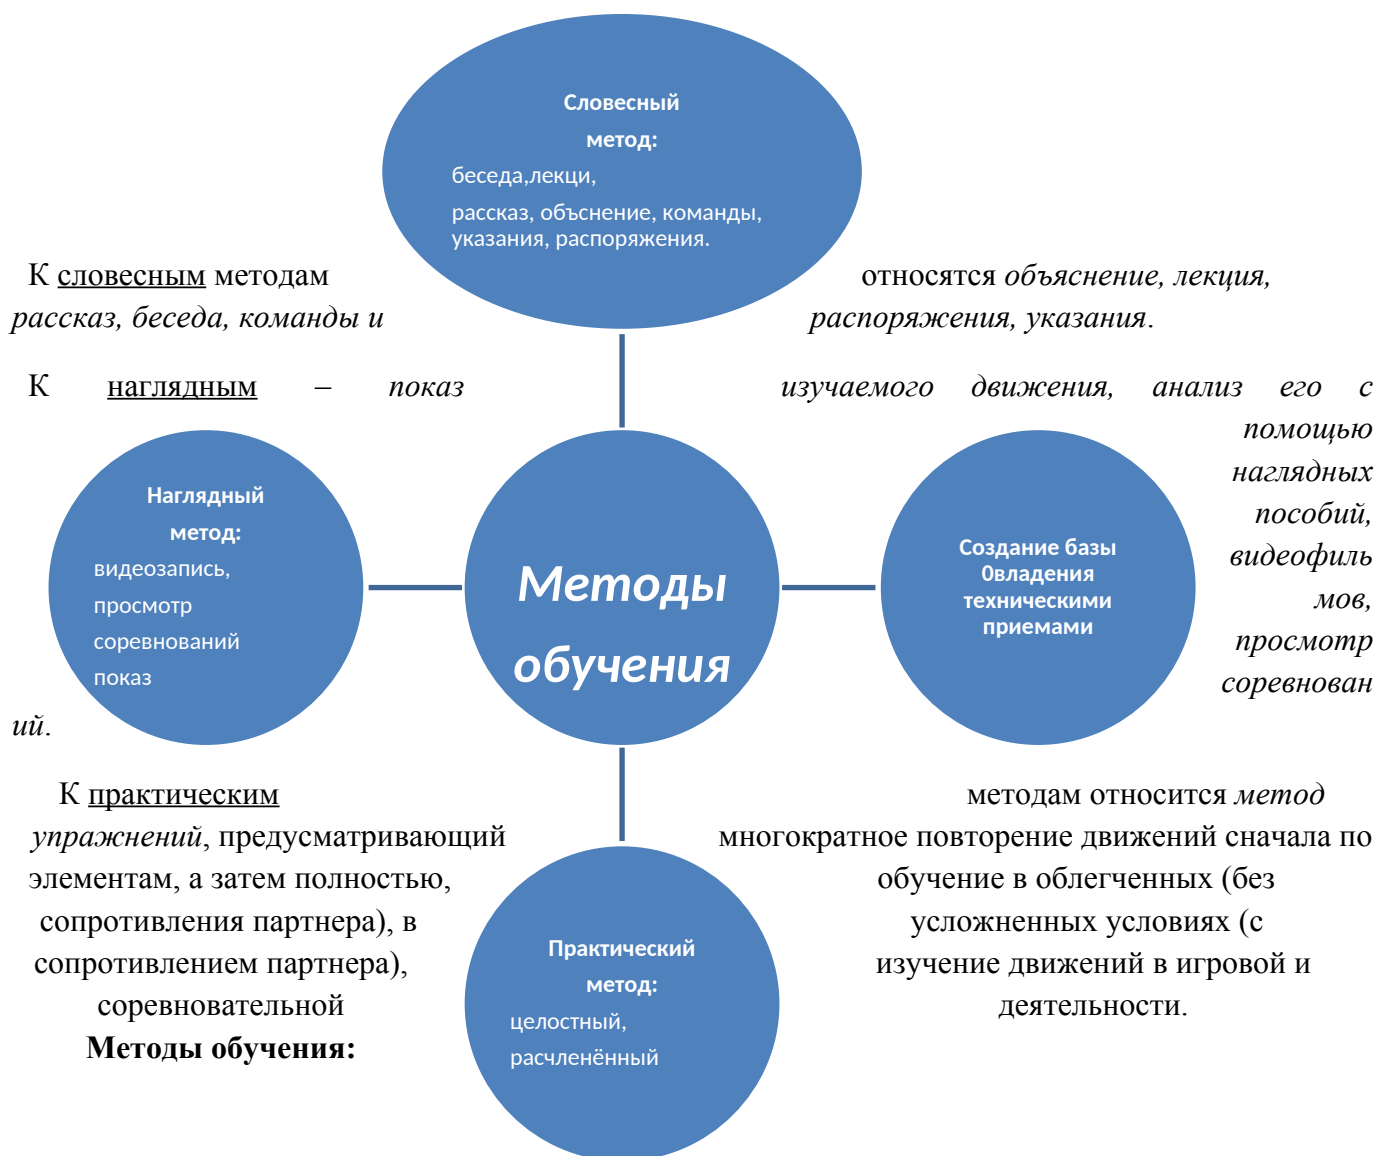 Словесный
метод:
беседа,лекци,
рассказ, объснение, команды,
указания, распоряжения.
К словесным методам относятся объяснение, лекция,
рассказ, беседа, команды и распоряжения, указания.
К наглядным – показ изучаемого движения, анализ его с
помощью
наглядных
пособий,
видеофиль
мов,
просмотр
соревнован
ий.
Наглядный
метод:
видеозапись,
просмотр
соревнований
показ
Методы
обучения
Создание базы
0владения
техническими
приемами
К практическим методам относится метод
упражнений, предусматривающий многократное повторение движений сначала по
элементам, а затем полностью, обучение в облегченных (без
сопротивления партнера), в усложненных условиях (с
сопротивлением партнера), изучение движений в игровой и
соревновательной деятельности.
Методы обучения:
Практический
метод:
целостный,
расчленённый